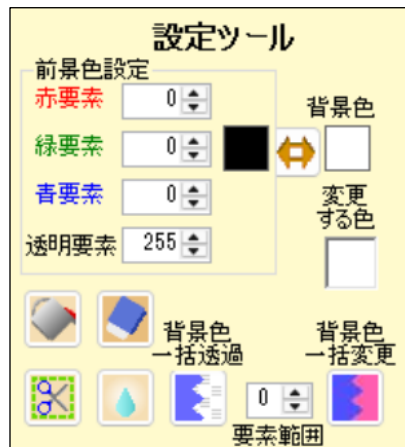 設定ツール
前景色設定
赤要素 0
緑要素 0
青要素 0
透明要素 255
背景色
変更
する色
背景色
一括透過
背景色
一括変更
0
要素範囲